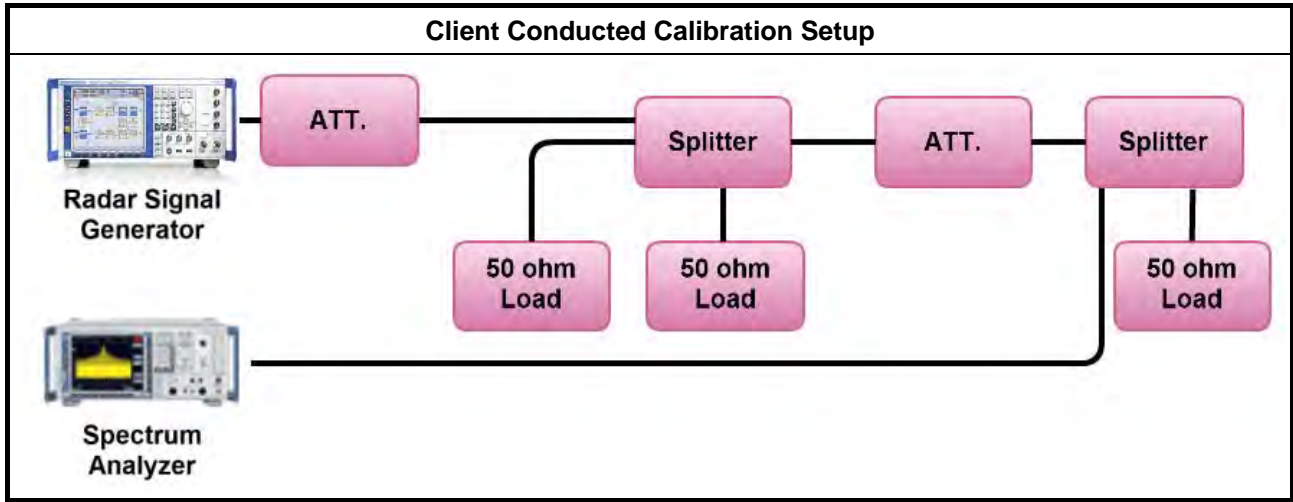 Client Conducted Calibration Setup
ATT.
Splitter
ATT.
Splitter
Radar Signal
Generator
50 ohm
Load
50 ohm
Load
50 ohm
Load
Spectrum
Analyzer